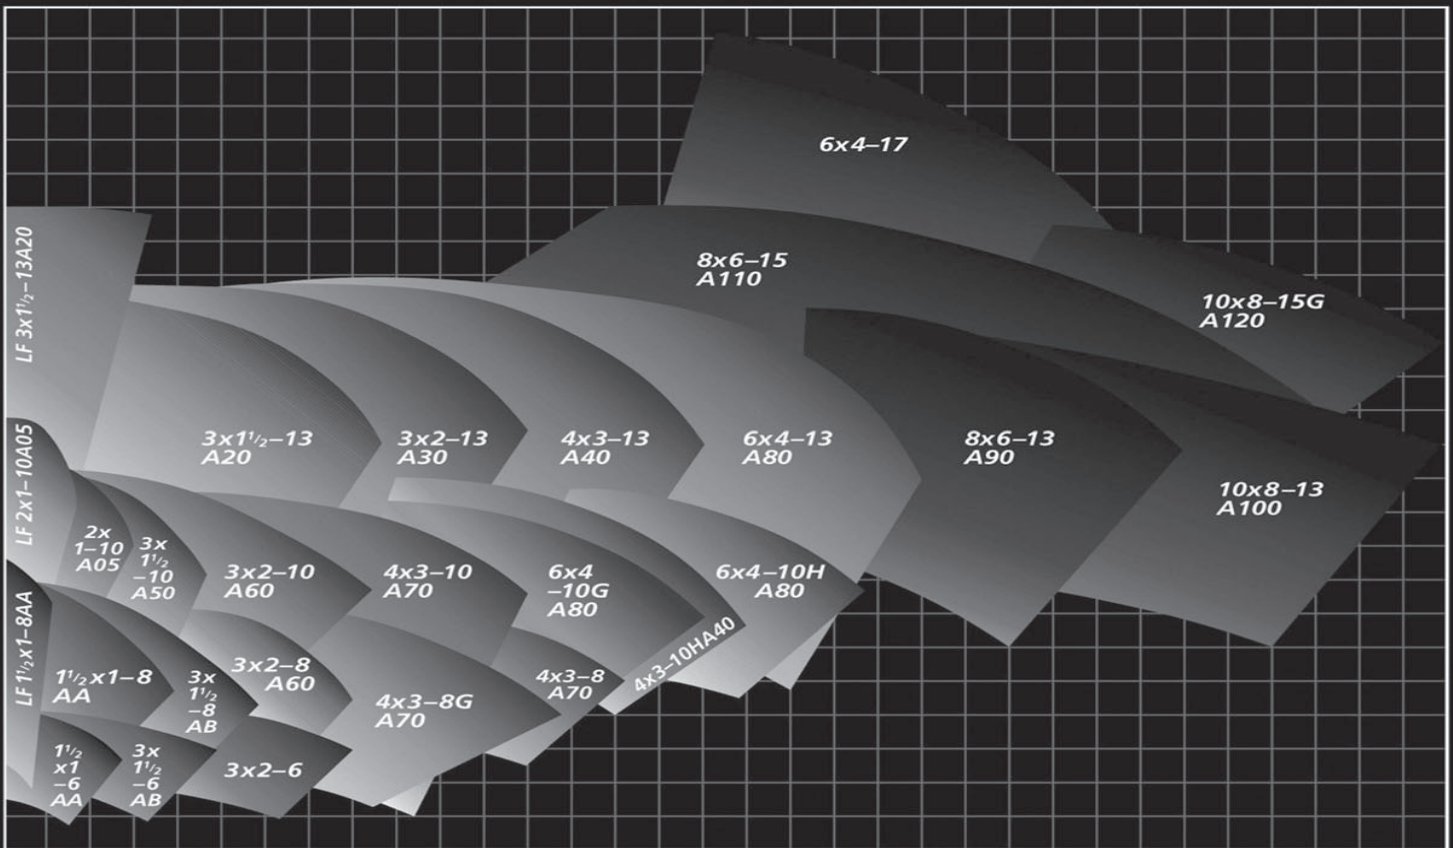 6x4–17
LF 3x1½–13A20
8x6–15
A110
10x8–15G
A120
3x1½–13
A20
3x2–13
A30
4x3–13
A40
6x4–13
A80
8x6–13
A90
10x8–13
A100
LF 2x1–10A05
2x
1–10
A05
3x
1½
–10
A50
3x2–10
A60
4x3–10
A70
6x4
–10G
A80
6x4–10H
A80
LF 1½x1–8AA
1½x1–8
AA
3x
1½
–8
AB
3x2–8
A60
4x3–8G
A70
4x3–8
A70
4x3–10HA40
1½
x1
–6
AA
3x
1½
–6
AB
3x2–6